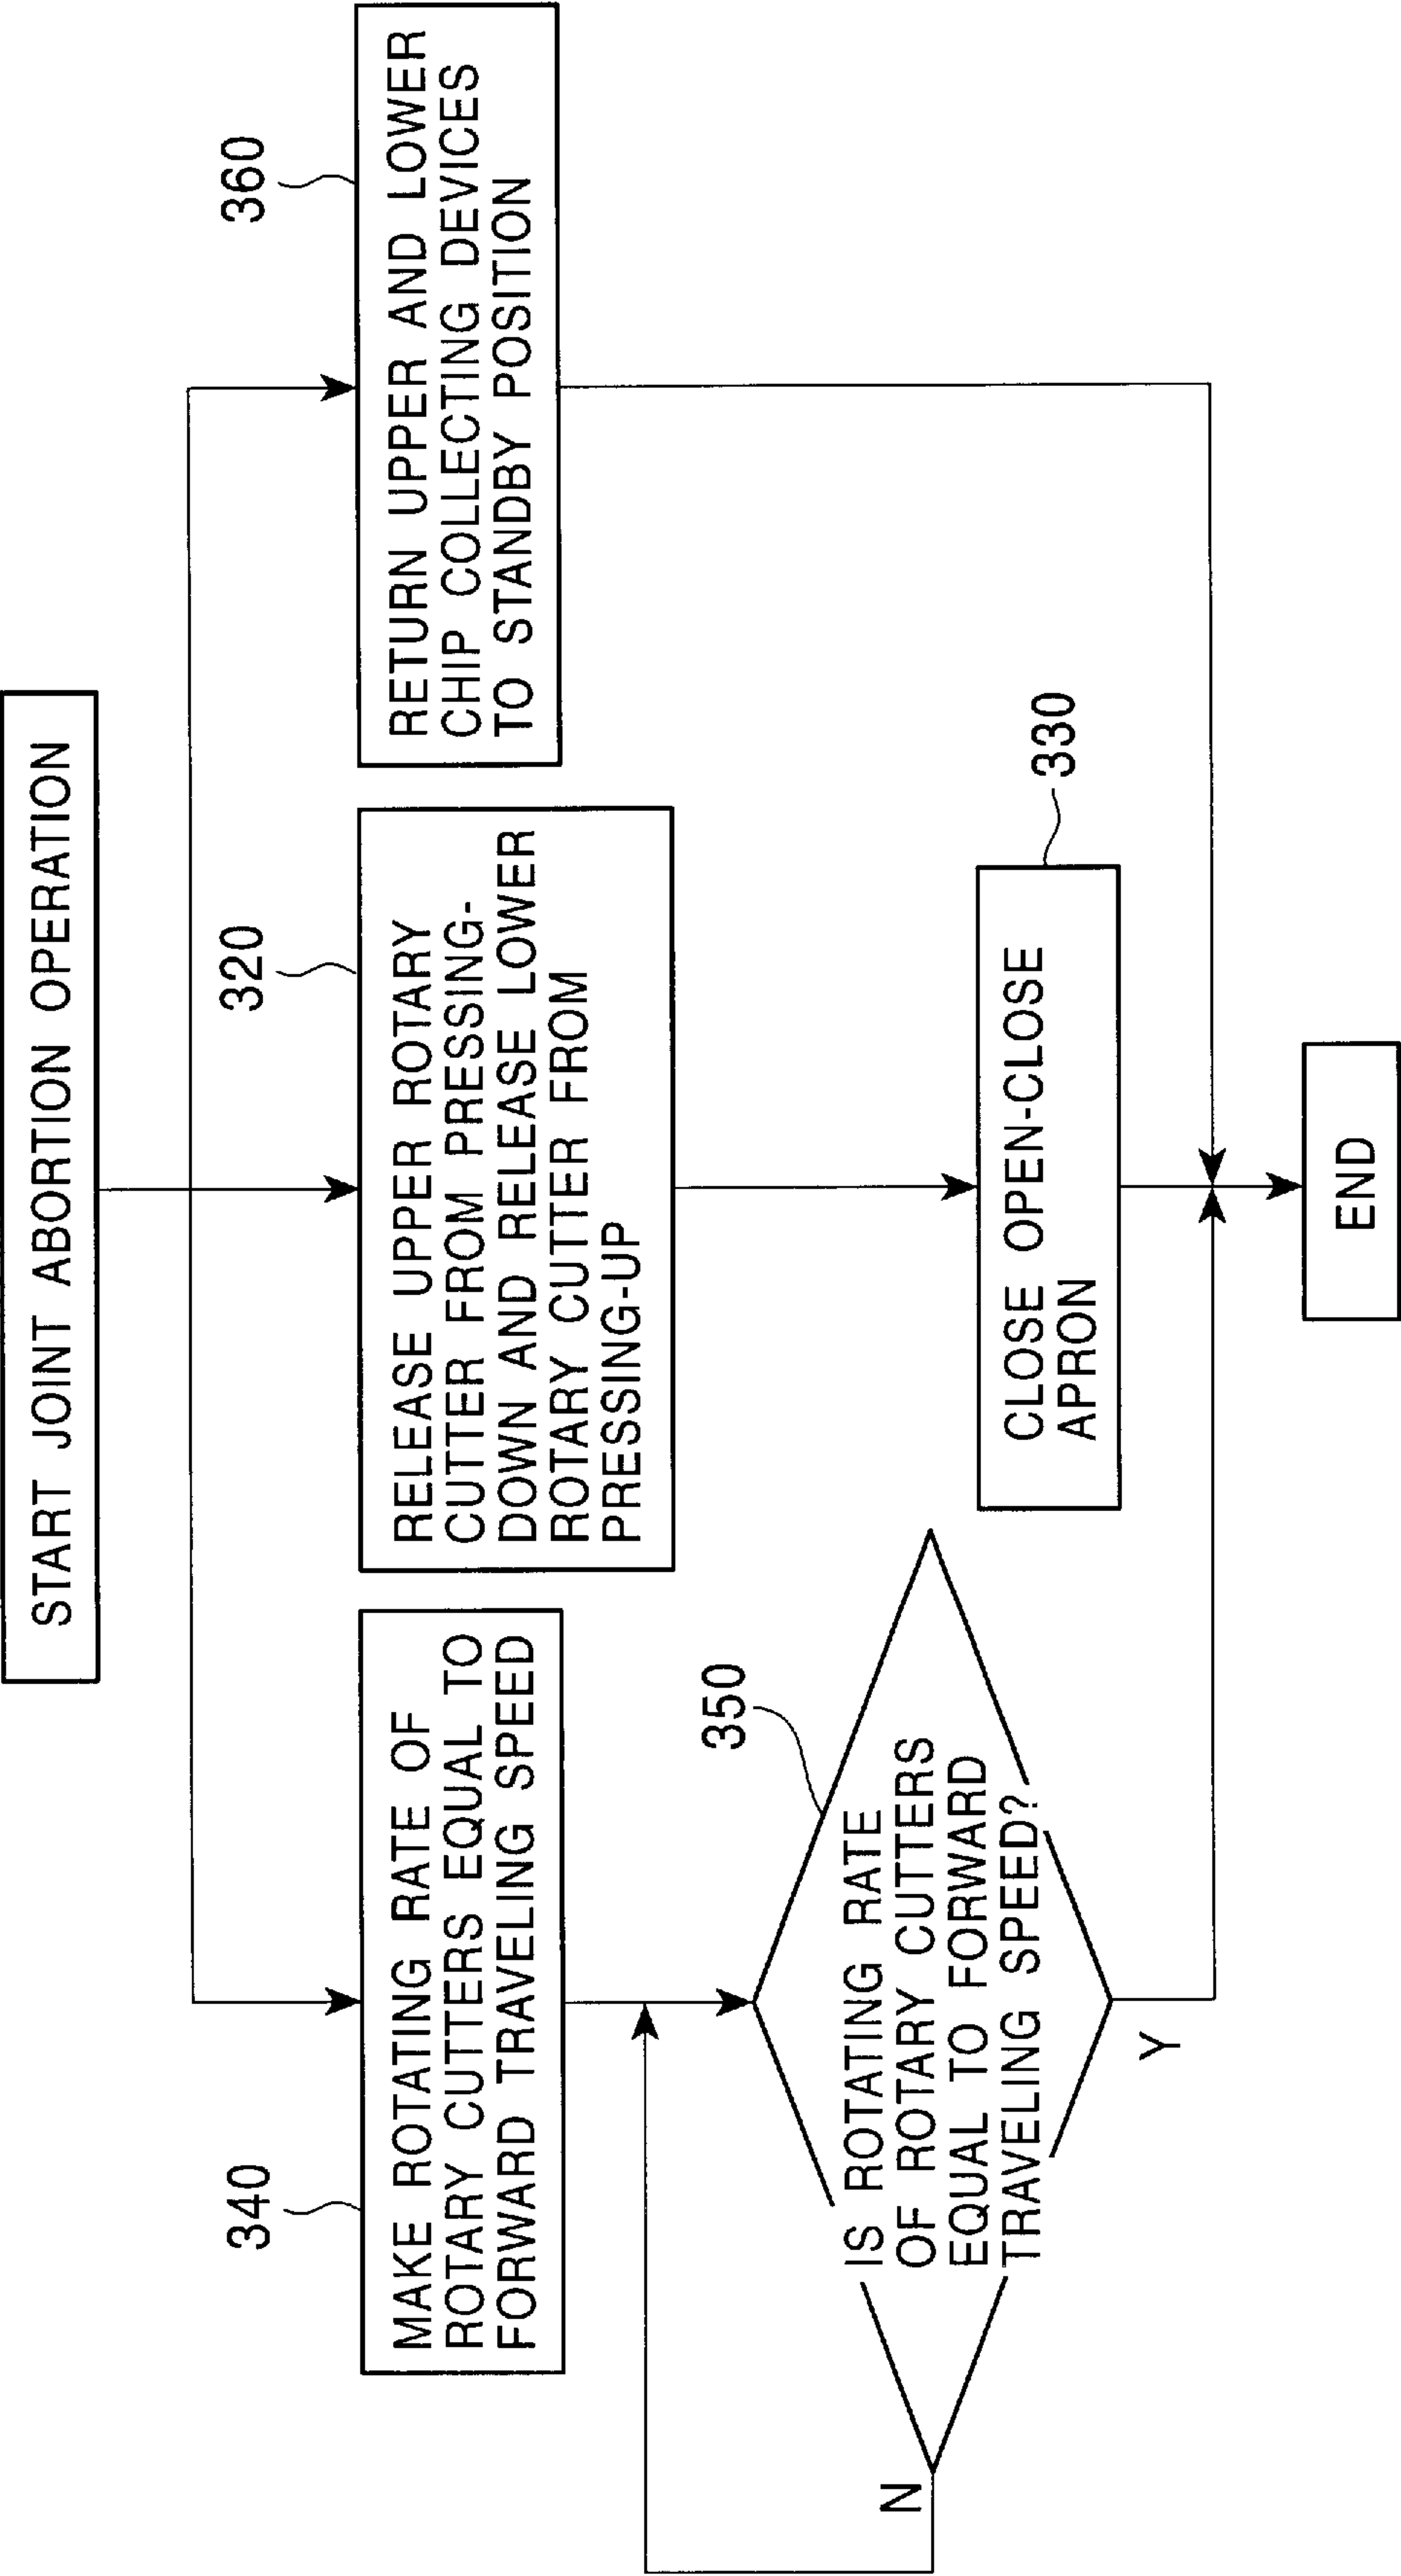 START JOINT ABORTION OPERATION
340
MAKE ROTATING RATE OF
ROTARY CUTTERS EQUAL TO
FORWARD TRAVELING SPEED
320
RELEASE UPPER ROTARY
CUTTER FROM PRESSING-
DOWN AND RELEASE LOWER
ROTARY CUTTER FROM
PRESSING-UP
360
RETURN UPPER AND LOWER
CHIP COLLECTING DEVICES
TO STANDBY POSITION
350
IS ROTATING RATE
OF ROTARY CUTTERS
EQUAL TO FORWARD
TRAVELING SPEED?
N
Y
330
CLOSE OPEN-CLOSE
APRON
END